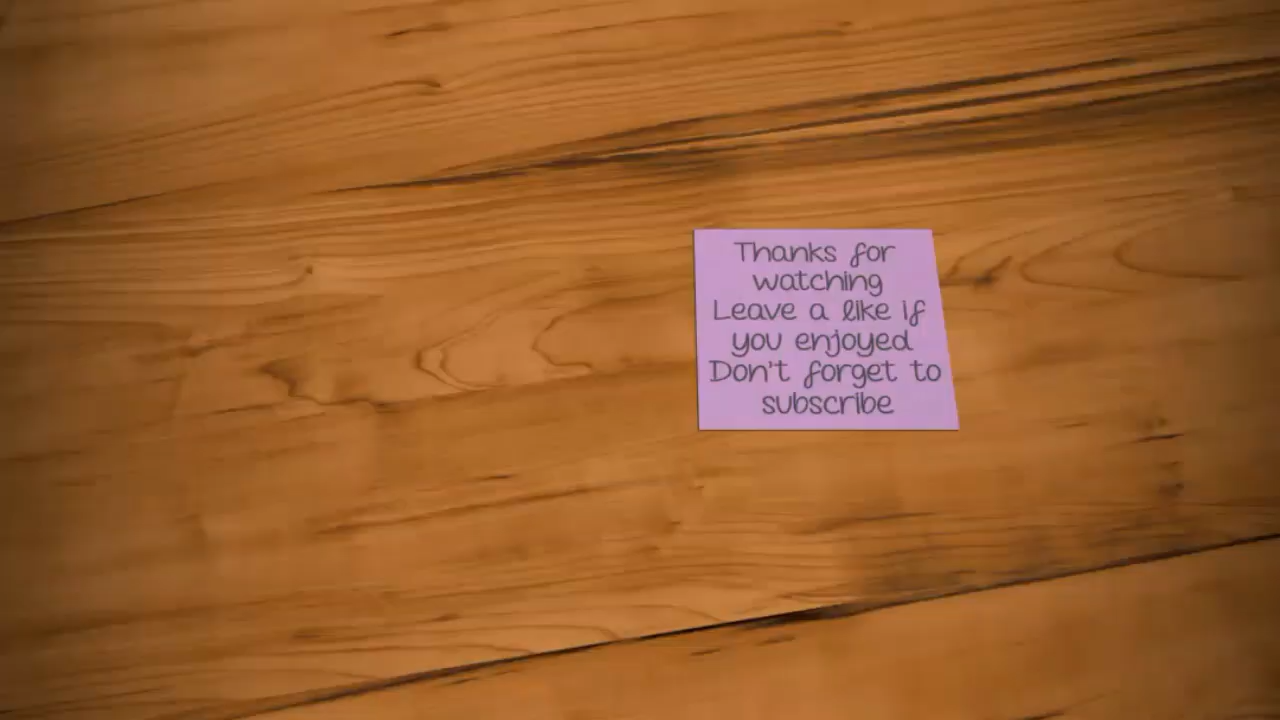 Thanks for
watching
Leave a like if
you enjoyed
Don't forget to
subscribe